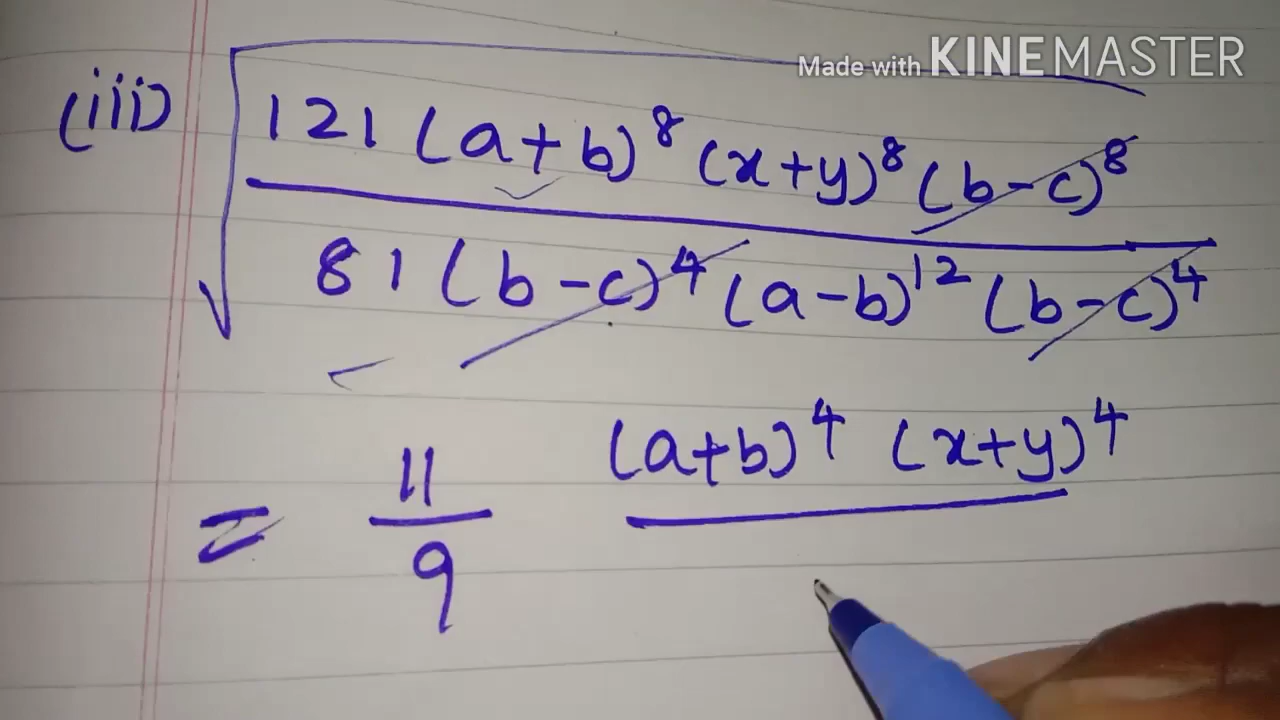 Made with KINEMASTER
(iii) √ 121 (a+b)⁸ (x+y)⁸ (b-c)⁸
81 (b-c)⁴ (a-b)¹² (b-c)⁴
= 11/9 (a+b)⁴ (x+y)⁴